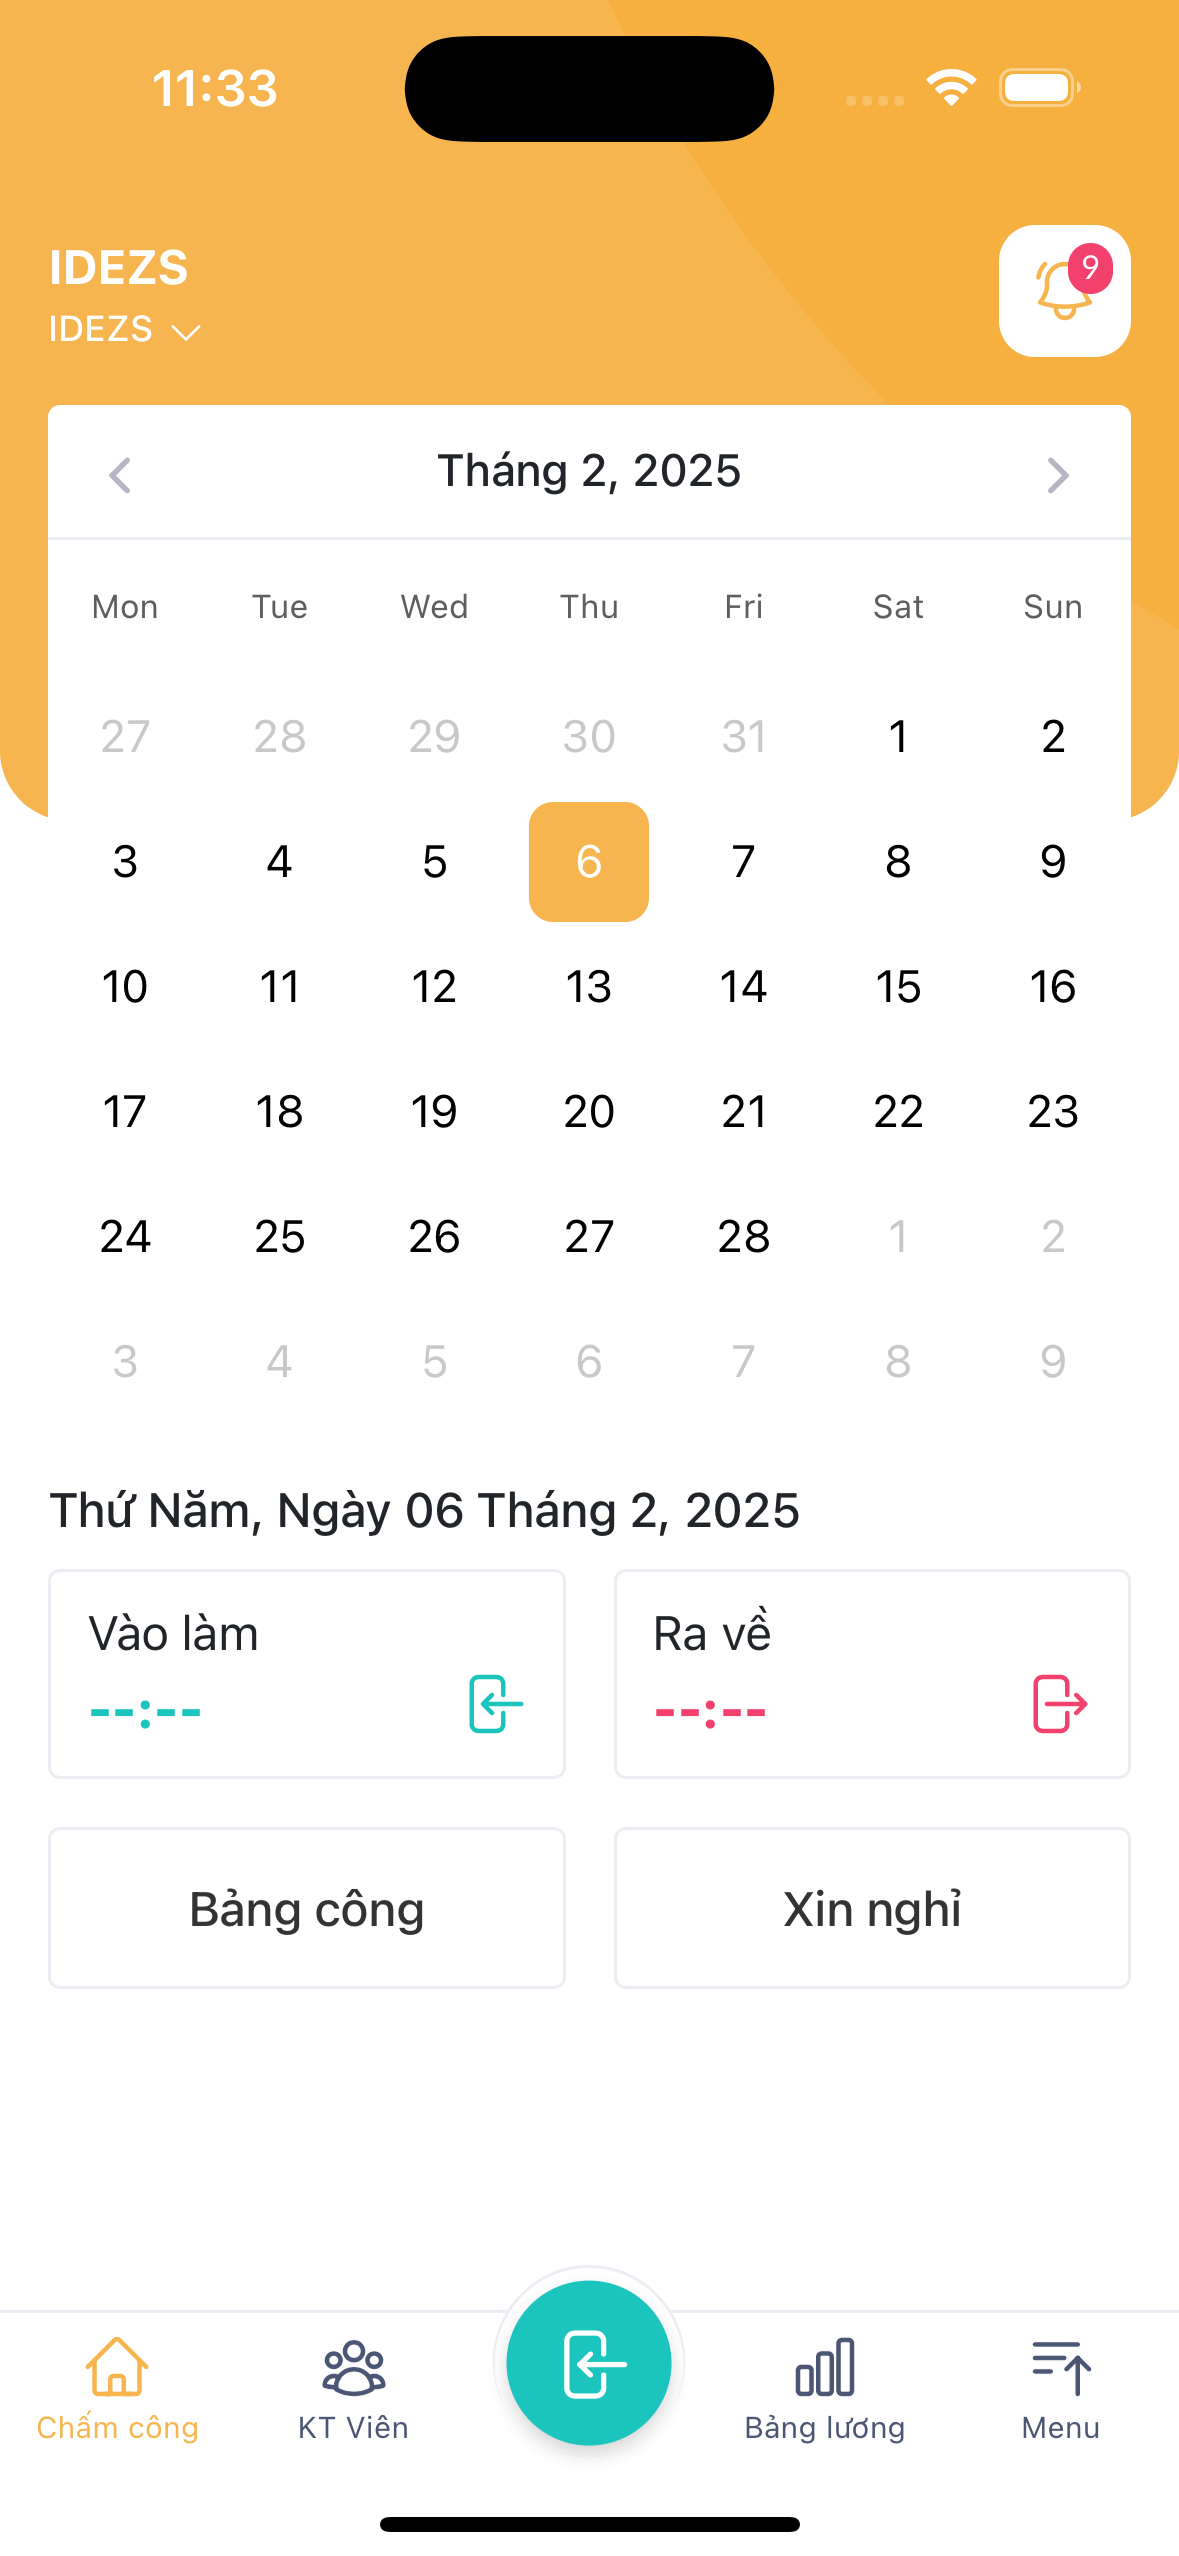 11:33
IDEZS
9
IDEZS
Tháng 2, 2025
Mon Tue Wed Thu Fri Sat Sun
27 28 29 30 31 1 2
3 4 5 6 7 8 9
10 11 12 13 14 15 16
17 18 19 20 21 22 23
24 25 26 27 28 1 2
3 4 5 6 7 8 9
Thứ Năm, Ngày 06 Tháng 2, 2025
Vào làm Ra về
--:-- --:--
Bảng công Xin nghỉ
Chấm công KT Viên Bảng lương Menu